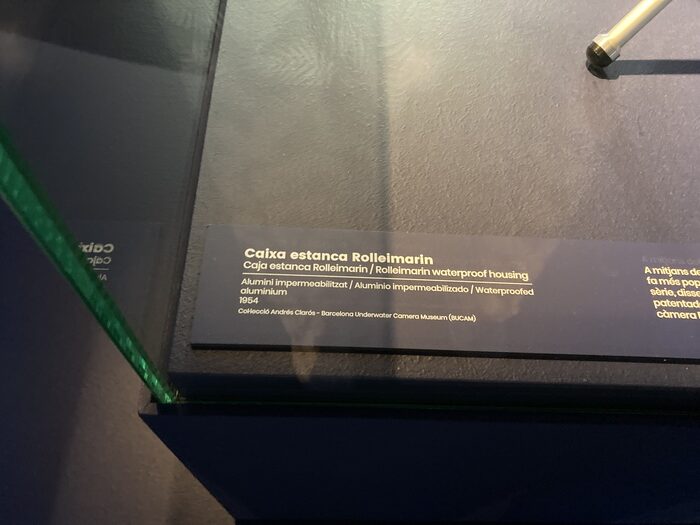 Caixa estanca Rolleimarin
Caja estanca Rolleimarin / Rolleimarin waterproof housing
Alumini impermeabilitzat / Aluminio impermeabilizado / Waterproofed
aluminium
1954
Col·lecció Andrés Clarós - Barcelona Underwater Camera Museum (BUCAM)
A mitjans de
fa més pop
sèrie, disse
patentad
càmera